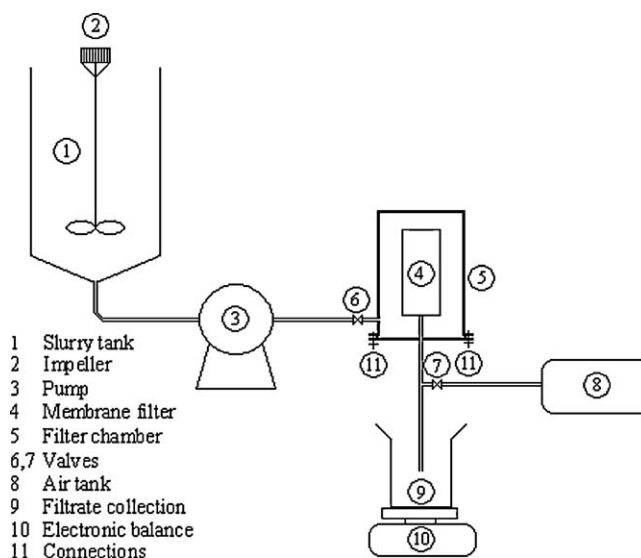 2
1
4
5
6
3
11
7
11
8
9
10
1 Slurry tank
2 Impeller
3 Pump
4 Membrane filter
5 Filter chamber
6,7 Valves
8 Air tank
9 Filtrate collection
10 Electronic balance
11 Connections